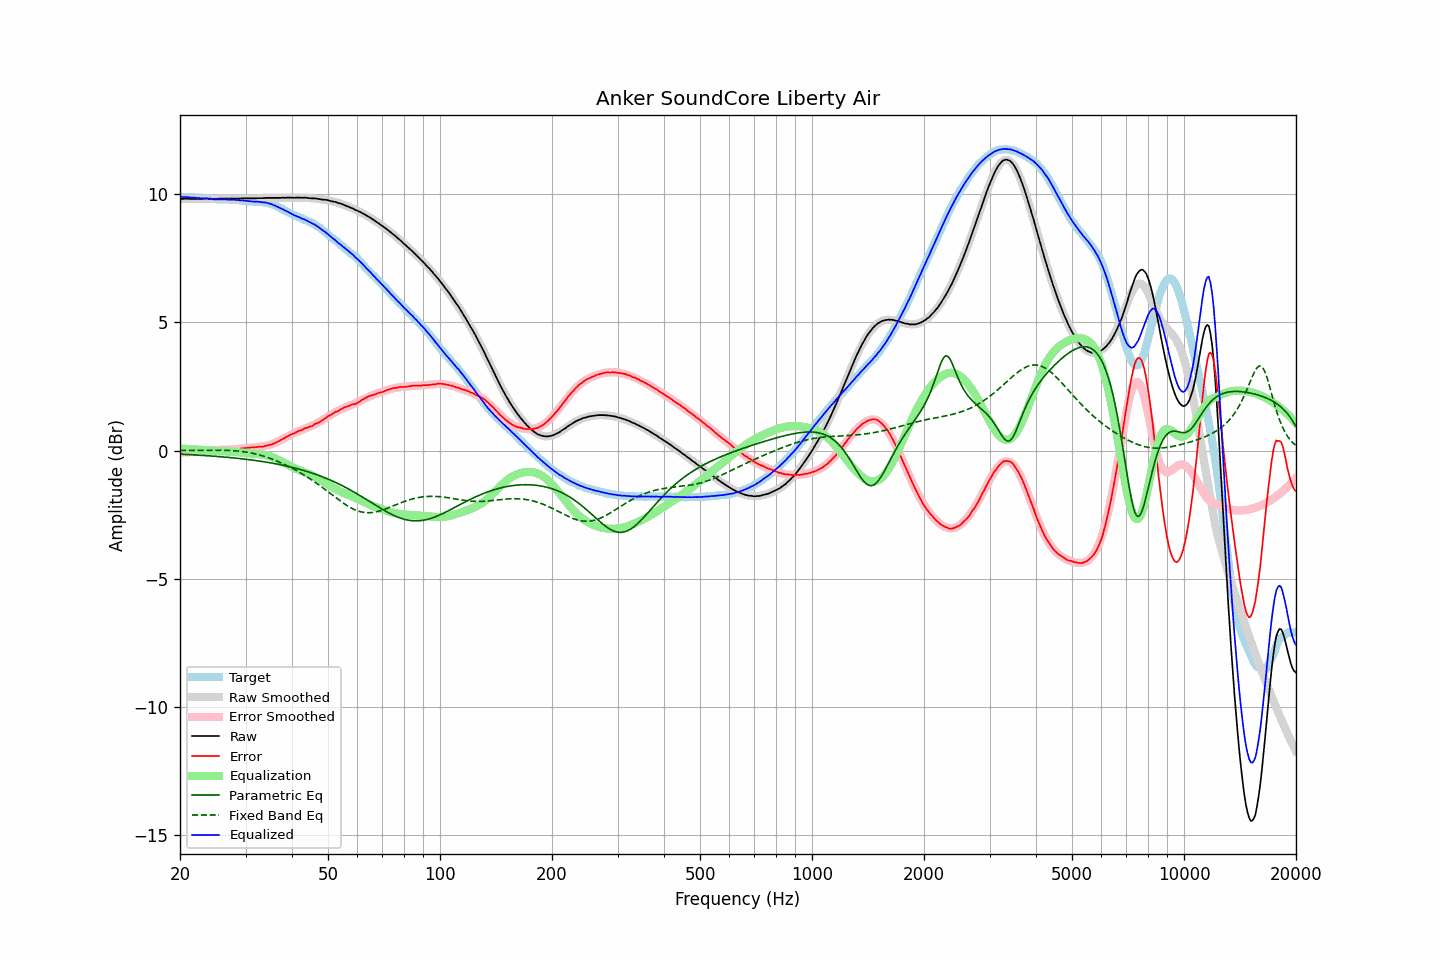 Anker SoundCore Liberty Air
Amplitude (dBr)
10
5
0
−5
−10
−15
Target
Raw Smoothed
Error Smoothed
Raw
Error
Equalization
Parametric Eq
Fixed Band Eq
Equalized
20 50 100 200 500 1000 2000 5000 10000 20000
Frequency (Hz)